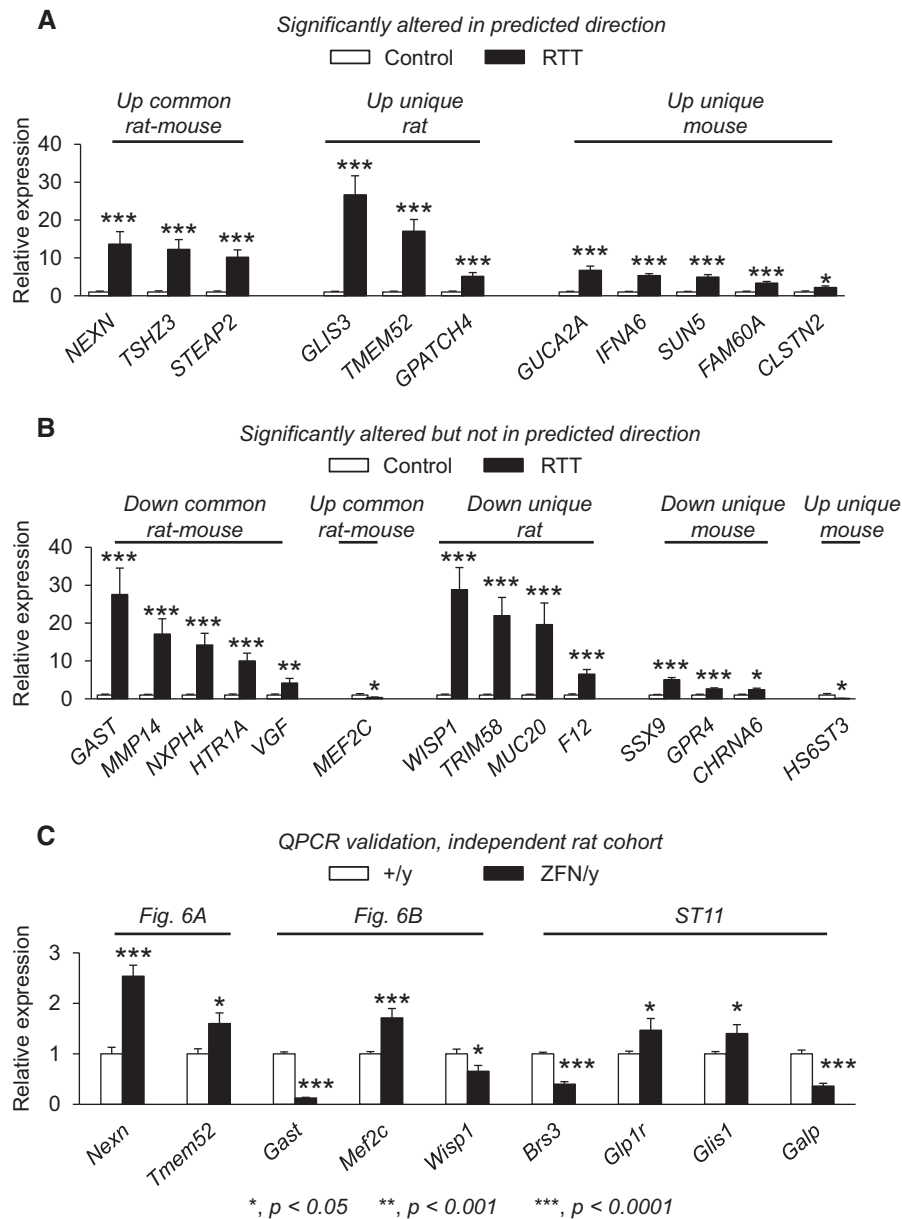 A
Significantly altered in predicted direction
Control RTT
Up common rat-mouse
Up unique rat
Up unique mouse
Relative expression
40
30
20
10
0
*** *** *** *** *** *** *** *** *** *** *
NEXN TSHZ3 STEAP2 GLIS3 TMEM52 GPATCH4 GUCA2A IFNA6 SUN5 FAM60A CLSTN2
B
Significantly altered but not in predicted direction
Control RTT
Down common rat-mouse
Up common rat-mouse
Down unique rat
Down unique mouse
Up unique mouse
Relative expression
40
30
20
10
0
*** *** *** *** ** * *** *** *** *** *** *** * *
GAST MMP14 NXPH4 HTR1A VGF MEF2C WISP1 TRIM58 MUC20 F12 SSX9 GPR4 CHRNA6 HS6ST3
C
QPCR validation, independent rat cohort
+/y ZFN/y
Fig. 6A Fig. 6B ST11
Relative expression
3
2
1
0
*** * *** *** * *** * * ***
Nexn Tmem52 Gast Mef2c Wisp1 Brs3 Glp1r Glis1 Galp
*, p < 0.05 **, p < 0.001 ***, p < 0.0001